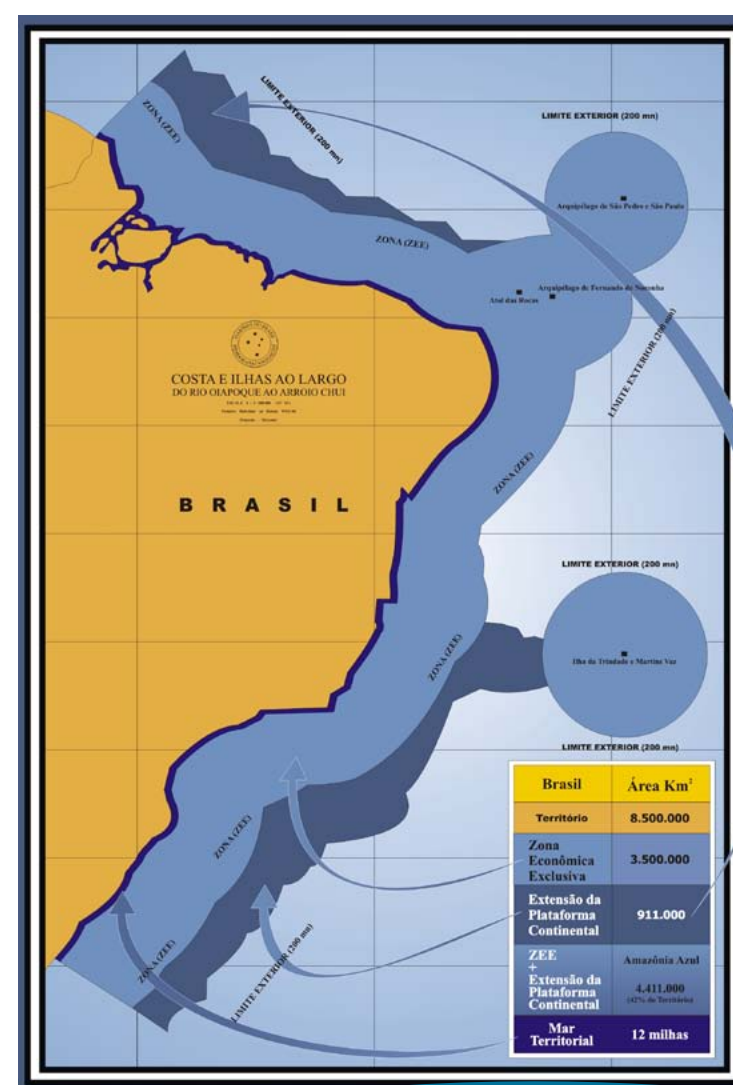 LIMITE EXTERIOR (200 mn)
ZONA (ZEE)
LIMITE EXTERIOR (200 mn)
Arquipélago de São Pedro e São Paulo
ZONA (ZEE)
Arquipélago de Fernando de Noronha
Atol das Rocas
LIMITE EXTERIOR (200 mn)
COSTA E ILHAS AO LARGO
DO RIO OIAPOQUE AO ARROIO CHUI
ZONA (ZEE)
BRASIL
LIMITE EXTERIOR (200 mn)
ZONA (ZEE)
Ilha da Trindade e Martins Vaz
LIMITE EXTERIOR (200 mn)
ZONA (ZEE)
ZONA (ZEE)
LIMITE EXTERIOR (200 mn)
Brasil Área Km²
Território 8.500.000
Zona
Econômica 3.500.000
Exclusiva
Extensão da
Plataforma 911.000
Continental
ZEE Amazônia Azul
+
Extensão da
Plataforma 4.411.000
Continental (42% do Território)
Mar
Territorial 12 milhas